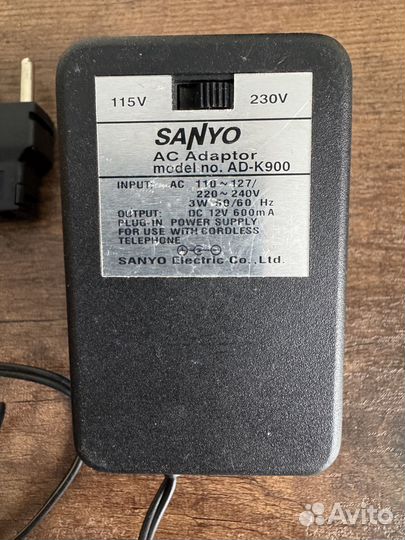 115V 230V
SANYO
AC Adaptor
model no. AD-K900
INPUT: AC 110~127/
220~240V
3W 50/60 Hz
OUTPUT: DC 12V 600mA
PLUG-IN POWER SUPPLY
FOR USE WITH CORDLESS
TELEPHONE
SANYO Electric Co.,Ltd.
Avito